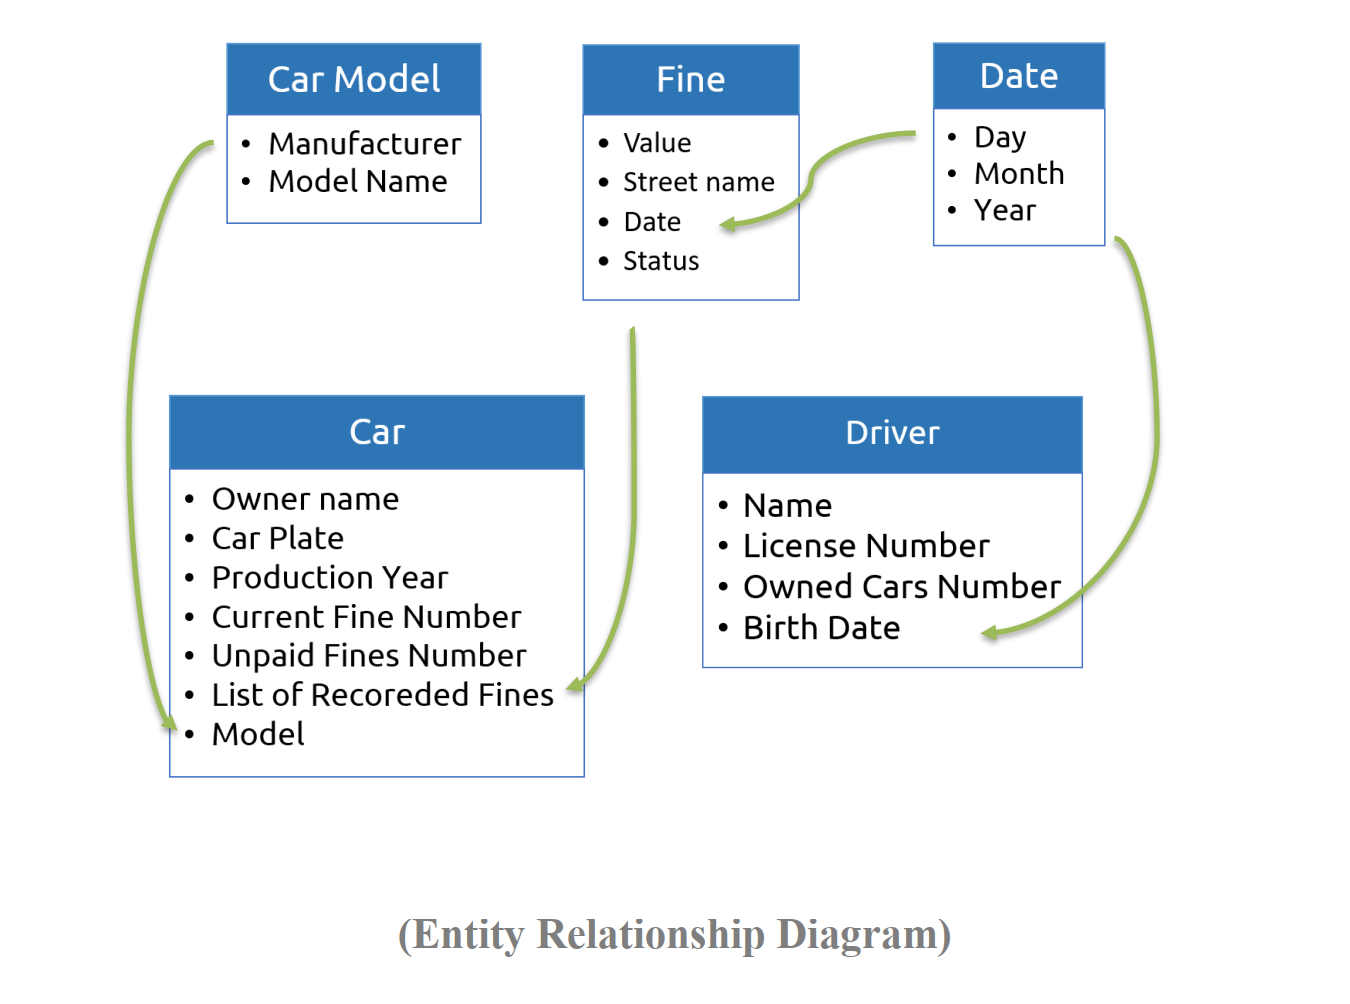 Car Model
• Manufacturer
• Model Name
Fine
• Value
• Street name
• Date
• Status
Date
• Day
• Month
• Year
Car
• Owner name
• Car Plate
• Production Year
• Current Fine Number
• Unpaid Fines Number
• List of Recoreded Fines
• Model
Driver
• Name
• License Number
• Owned Cars Number
• Birth Date
(Entity Relationship Diagram)